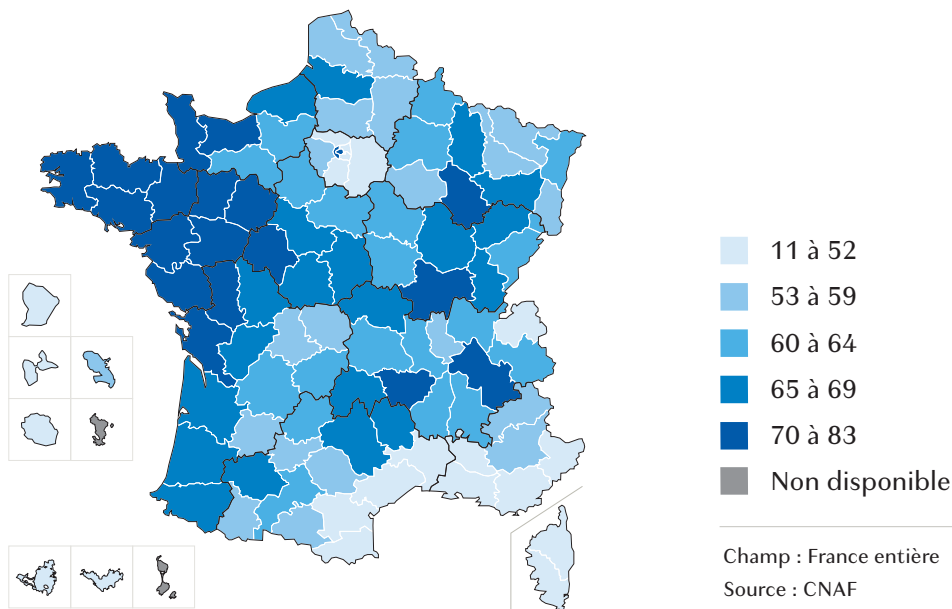 11 à 52
53 à 59
60 à 64
65 à 69
70 à 83
Non disponible
Champ : France entière
Source : CNAF